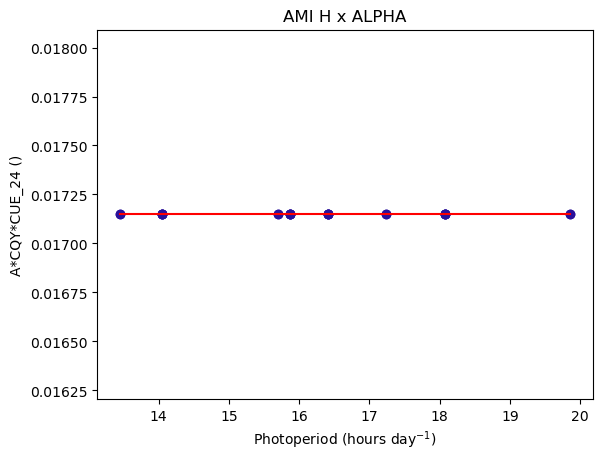 AMI H x ALPHA
0.01800
0.01775
0.01750
0.01725
0.01700
0.01675
0.01650
0.01625
A*CQY*CUE_24 ()
14 15 16 17 18 19 20
Photoperiod (hours day⁻¹)